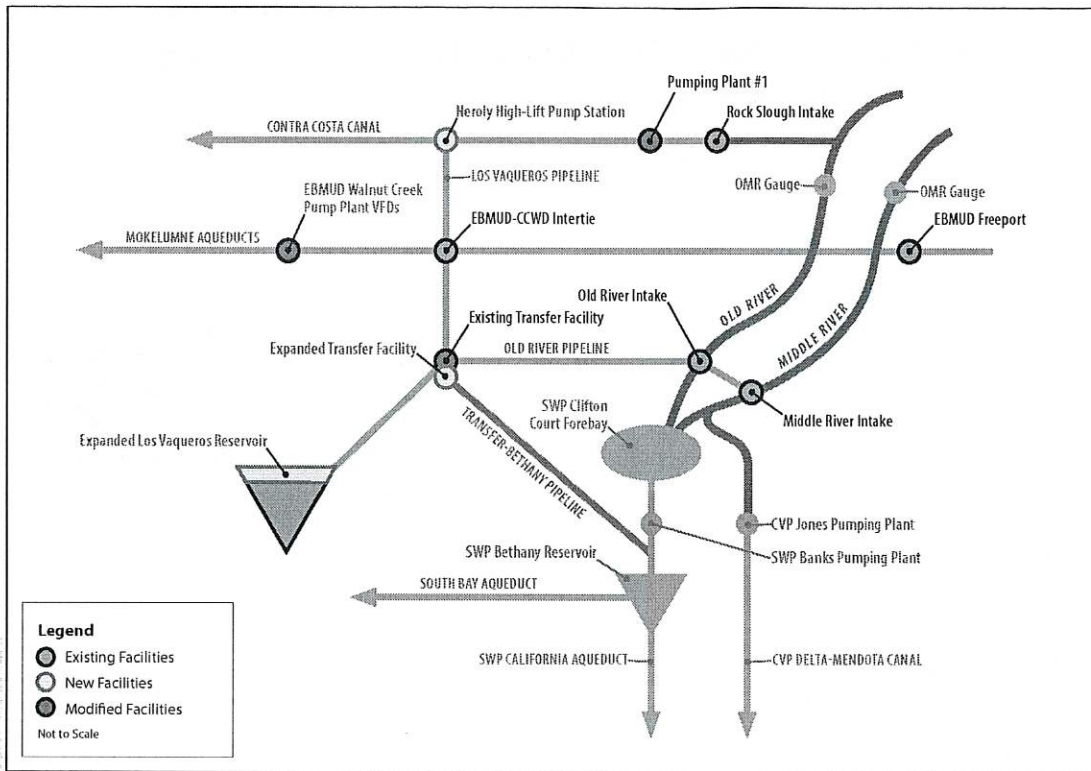 Pumping Plant #1
Neroly High-Lift Pump Station
Rock Slough Intake
CONTRA COSTA CANAL
LOS VAQUEROS PIPELINE
OMR Gauge
OMR Gauge
EBMUD Walnut Creek
Pump Plant VFDs
EBMUD-CCWD Intertie
EBMUD Freeport
MOKELUMNE AQUEDUCTS
Old River Intake
OLD RIVER
MIDDLE RIVER
Existing Transfer Facility
Expanded Transfer Facility
OLD RIVER PIPELINE
SWP Clifton
Court Forebay
Middle River Intake
Expanded Los Vaqueros Reservoir
TRANSFER-BETHANY PIPELINE
CVP Jones Pumping Plant
SWP Banks Pumping Plant
SWP Bethany Reservoir
SOUTH BAY AQUEDUCT
SWP CALIFORNIA AQUEDUCT
CVP DELTA-MENDOTA CANAL
Legend
Existing Facilities
New Facilities
Modified Facilities
Not to Scale